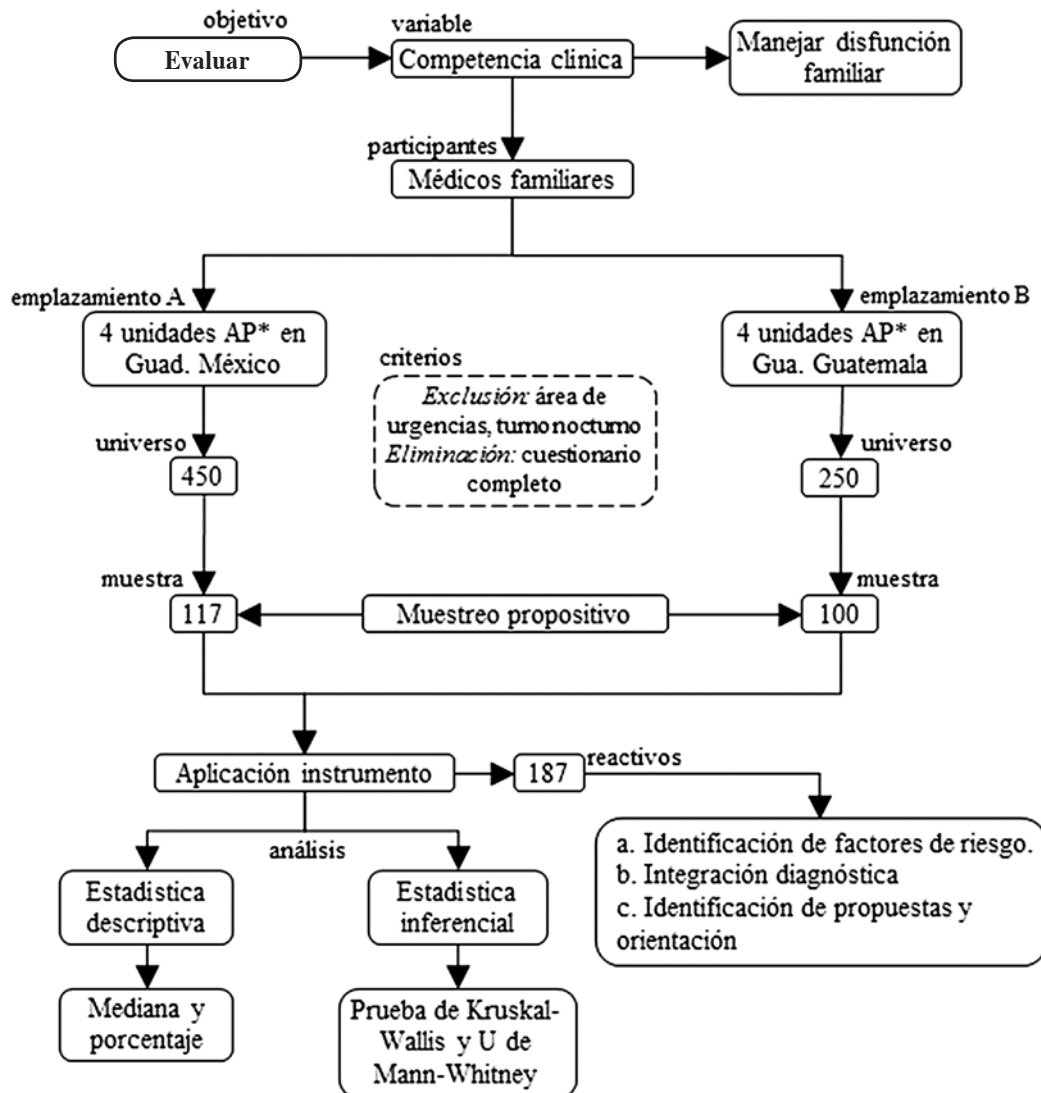 objetivo
Evaluar
variable
Competencia clínica
Manejar disfunción
familiar
participantes
Médicos familiares
emplazamiento A
4 unidades AP* en
Guad. México
emplazamiento B
4 unidades AP* en
Gua. Guatemala
criterios
Exclusión: área de
urgencias, turno nocturno
Eliminación: cuestionario
completo
universo
450
universo
250
muestra
117
Muestreo propositivo
muestra
100
Aplicación instrumento
187
reactivos
a. Identificación de factores de riesgo.
b. Integración diagnóstica
c. Identificación de propuestas y
orientación
análisis
Estadistica
descriptiva
Estadistica
inferencial
Mediana y
porcentaje
Prueba de Kruskal-
Wallis y U de
Mann-Whitney